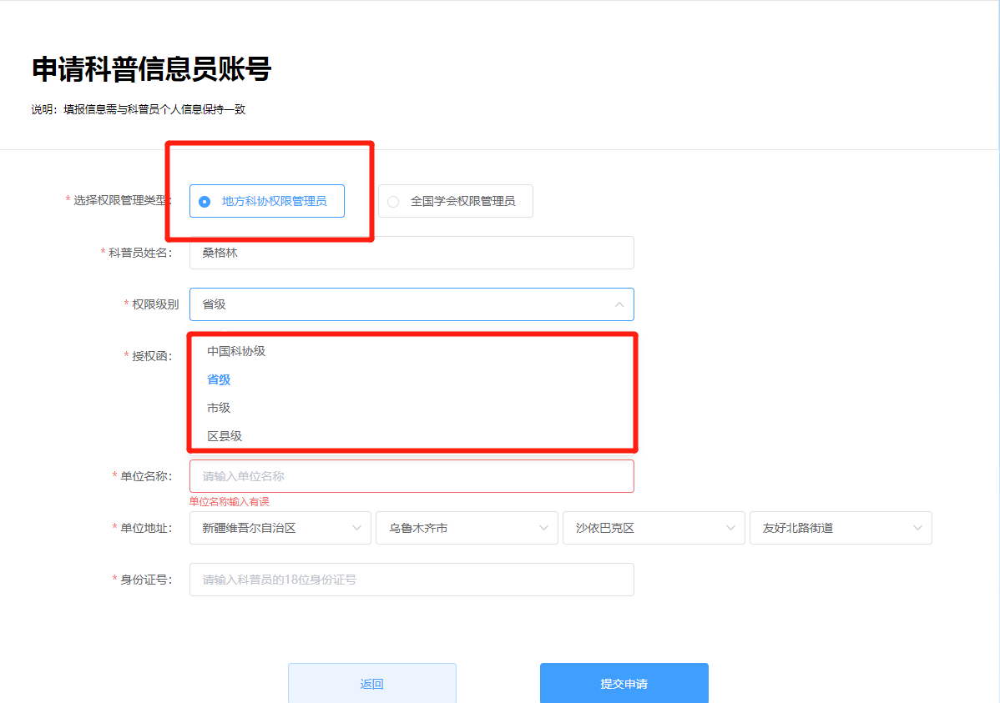 申请科普信息员账号
说明：填报信息需与科普员个人信息保持一致
* 选择权限管理类型： 地方科协权限管理员 全国学会权限管理员
* 科普员姓名： 桑格林
* 权限级别 省级
* 授权函： 中国科协级
省级
市级
区县级
* 单位名称： 请输入单位名称
单位名称输入有误
* 单位地址： 新疆维吾尔自治区 乌鲁木齐市 沙依巴克区 友好北路街道
* 身份证号： 请输入科普员的18位身份证号
返回 提交申请